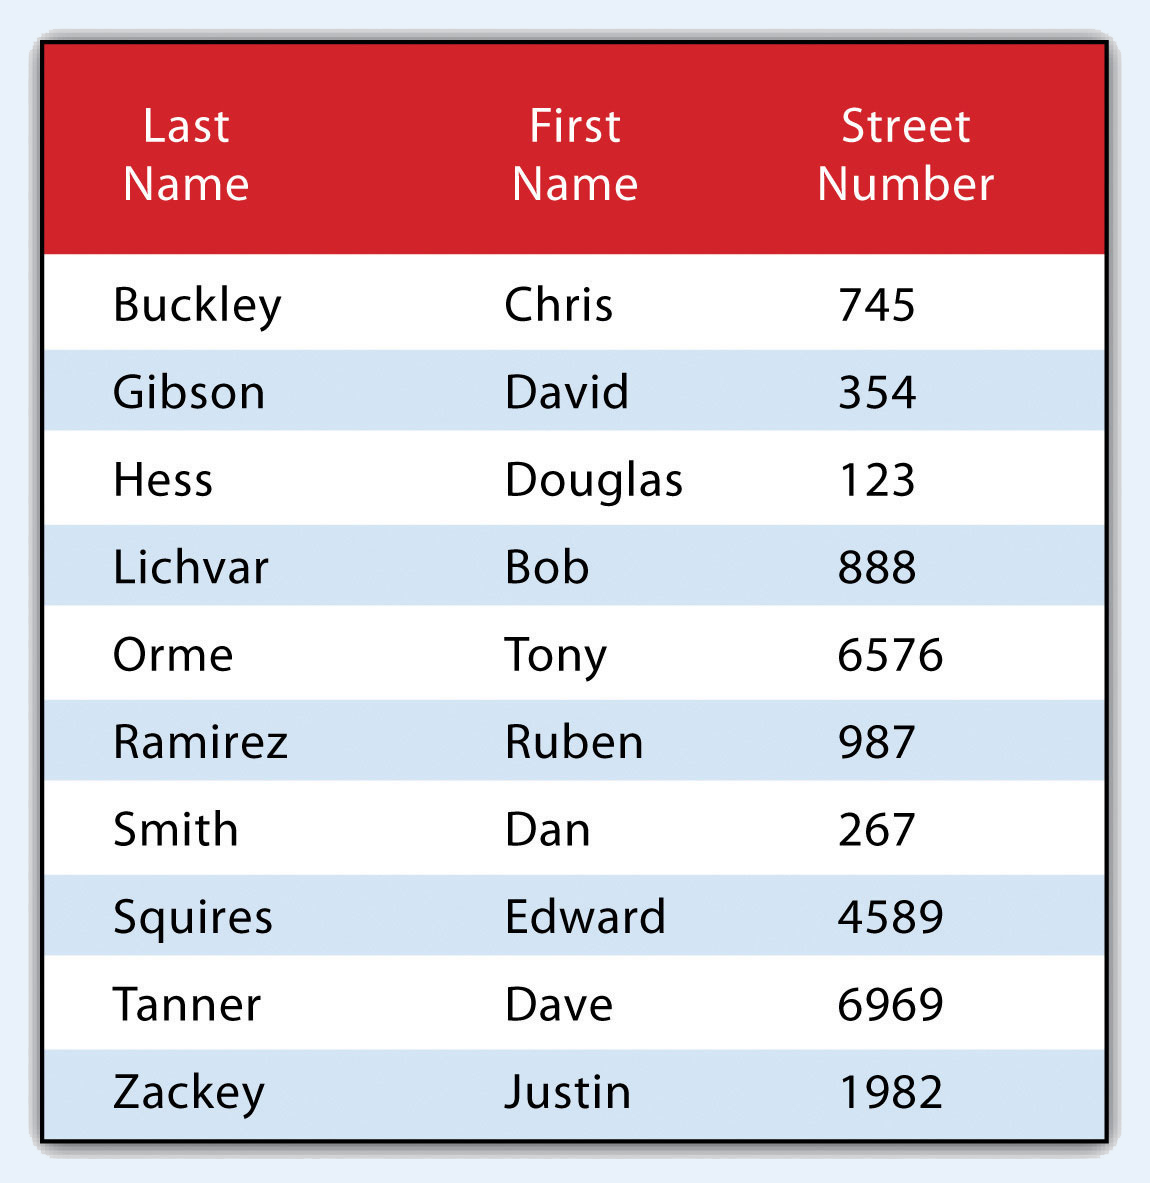 Last Name First Name Street Number
Buckley Chris 745
Gibson David 354
Hess Douglas 123
Lichvar Bob 888
Orme Tony 6576
Ramirez Ruben 987
Smith Dan 267
Squires Edward 4589
Tanner Dave 6969
Zackey Justin 1982